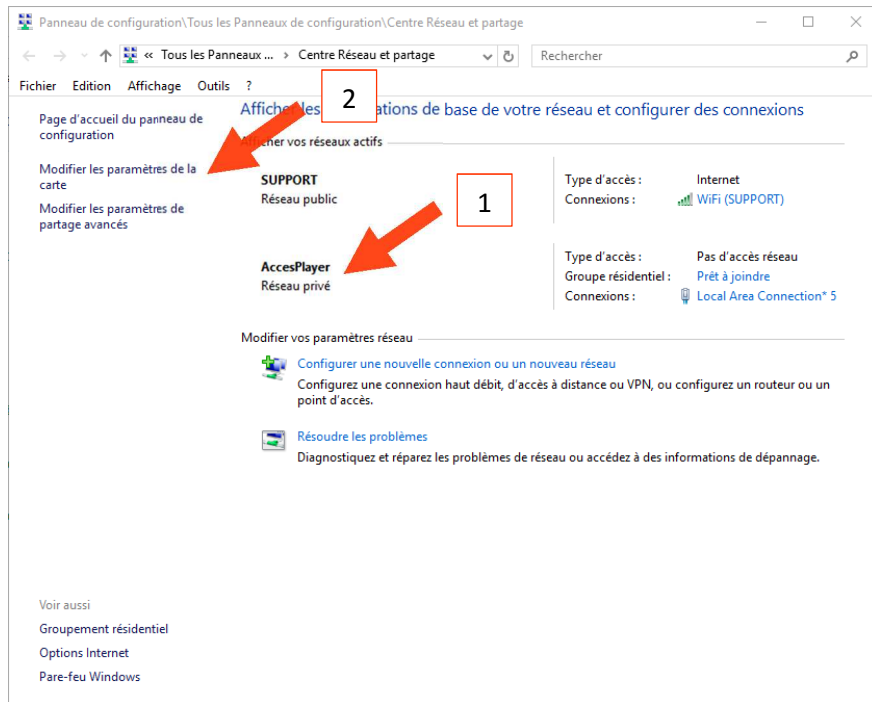 Panneau de configuration\Tous les Panneaux de configuration\Centre Réseau et partage
« Tous les Panneaux ... › Centre Réseau et partage
Rechercher
Fichier Edition Affichage Outils ?
Page d'accueil du panneau de
configuration
Modifier les paramètres de la
carte
Modifier les paramètres de
partage avancés
2
Affiche les ations de base de votre réseau et configurer des connexions
Afficher vos réseaux actifs
SUPPORT
Réseau public
Type d'accès : Internet
Connexions : WiFi (SUPPORT)
1
AccesPlayer
Réseau privé
Type d'accès : Pas d'accès réseau
Groupe résidentiel : Prêt à joindre
Connexions : Local Area Connection* 5
Modifier vos paramètres réseau
Configurer une nouvelle connexion ou un nouveau réseau
Configurez une connexion haut débit, d'accès à distance ou VPN, ou configurez un routeur ou un
point d'accès.
Résoudre les problèmes
Diagnostiquez et réparez les problèmes de réseau ou accédez à des informations de dépannage.
Voir aussi
Groupement résidentiel
Options Internet
Pare-feu Windows